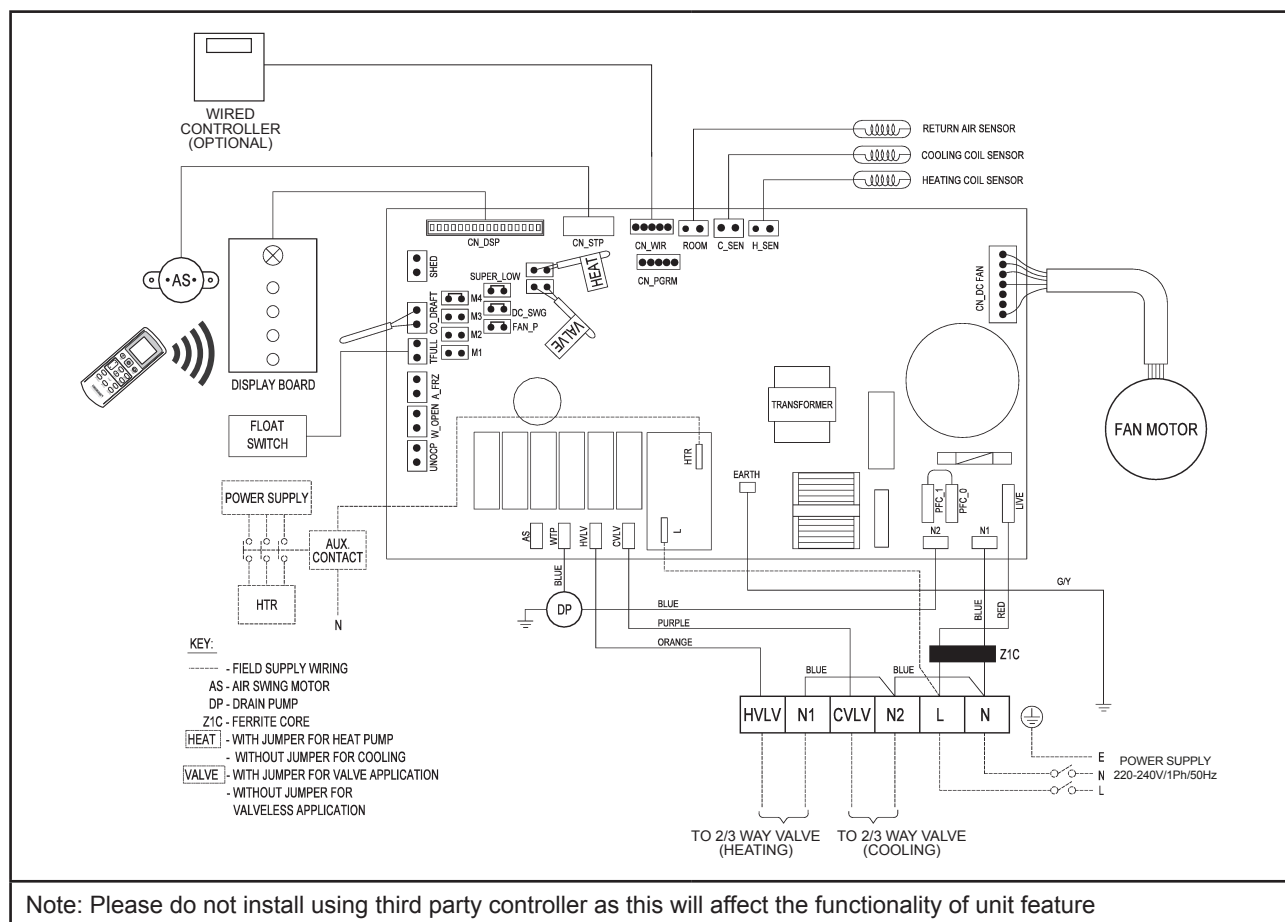 WIRED
CONTROLLER
(OPTIONAL)
RETURN AIR SENSOR
COOLING COIL SENSOR
HEATING COIL SENSOR
CN_DSP
CN_STP
CN_WIR
ROOM
C_SEN
H_SEN
CN_PGRM
SHED
SUPER_LOW
HEAT
VALVE
CO_DRAFT
M4
M3
M2
M1
DC_SWG
FAN_P
TFULL
A_FRZ
W_OPEN
UNOCP
CN_DC FAN
AS
DISPLAY BOARD
FLOAT
SWITCH
TRANSFORMER
FAN MOTOR
EARTH
HTR
L
PFC_1
PFC_0
LIVE
N2
N1
AS
WTP
HVLV
CVLV
POWER SUPPLY
AUX.
CONTACT
HTR
N
BLUE
DP
BLUE
PURPLE
ORANGE
G/Y
BLUE
RED
Z1C
BLUE
BLUE
HVLV N1 CVLV N2 L N
E
N
L
POWER SUPPLY
220-240V/1Ph/50Hz
TO 2/3 WAY VALVE
(HEATING)
TO 2/3 WAY VALVE
(COOLING)
KEY:
- FIELD SUPPLY WIRING
AS - AIR SWING MOTOR
DP - DRAIN PUMP
Z1C - FERRITE CORE
HEAT - WITH JUMPER FOR HEAT PUMP
- WITHOUT JUMPER FOR COOLING
VALVE - WITH JUMPER FOR VALVE APPLICATION
- WITHOUT JUMPER FOR
VALVELESS APPLICATION
Note: Please do not install using third party controller as this will affect the functionality of unit feature